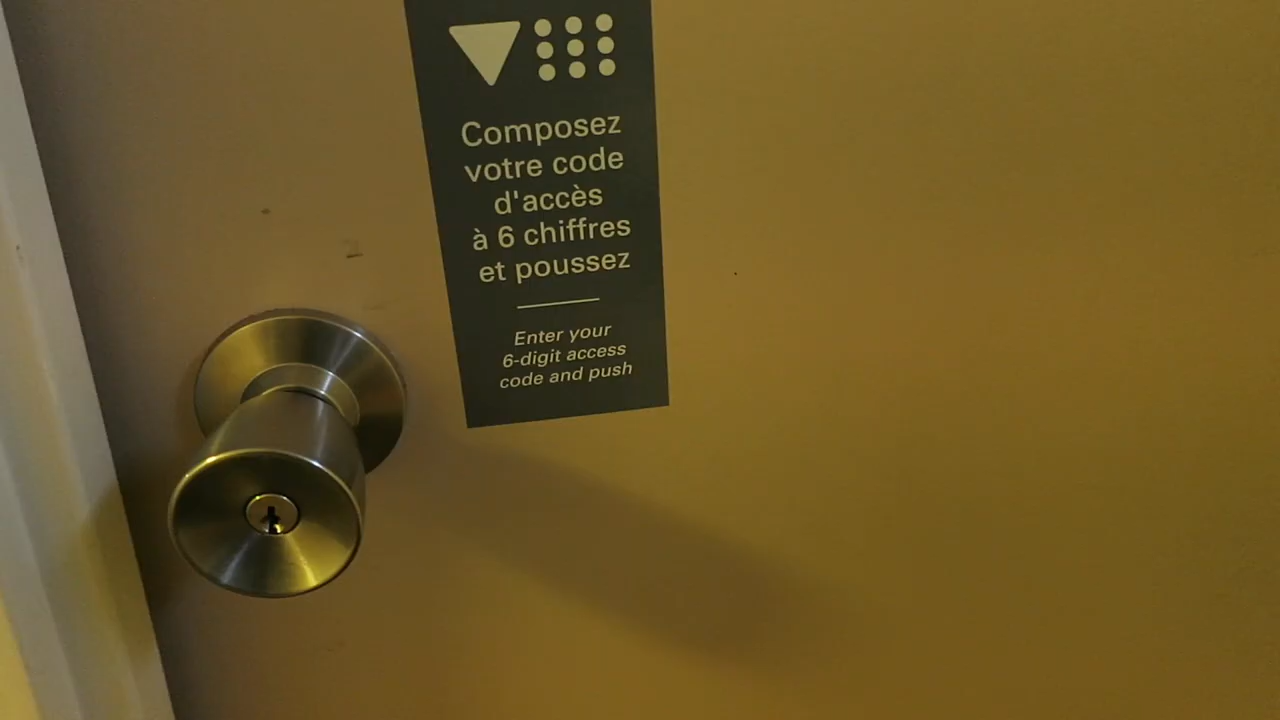 Composez
votre code
d'accès
à 6 chiffres
et poussez
Enter your
6-digit access
code and push